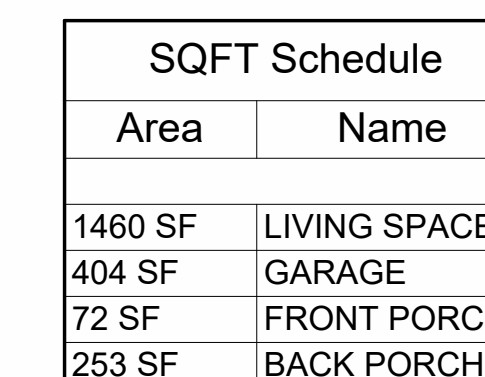 SQFT Schedule
Area Name
1460 SF LIVING SPACE
404 SF GARAGE
72 SF FRONT PORC
253 SF BACK PORCH